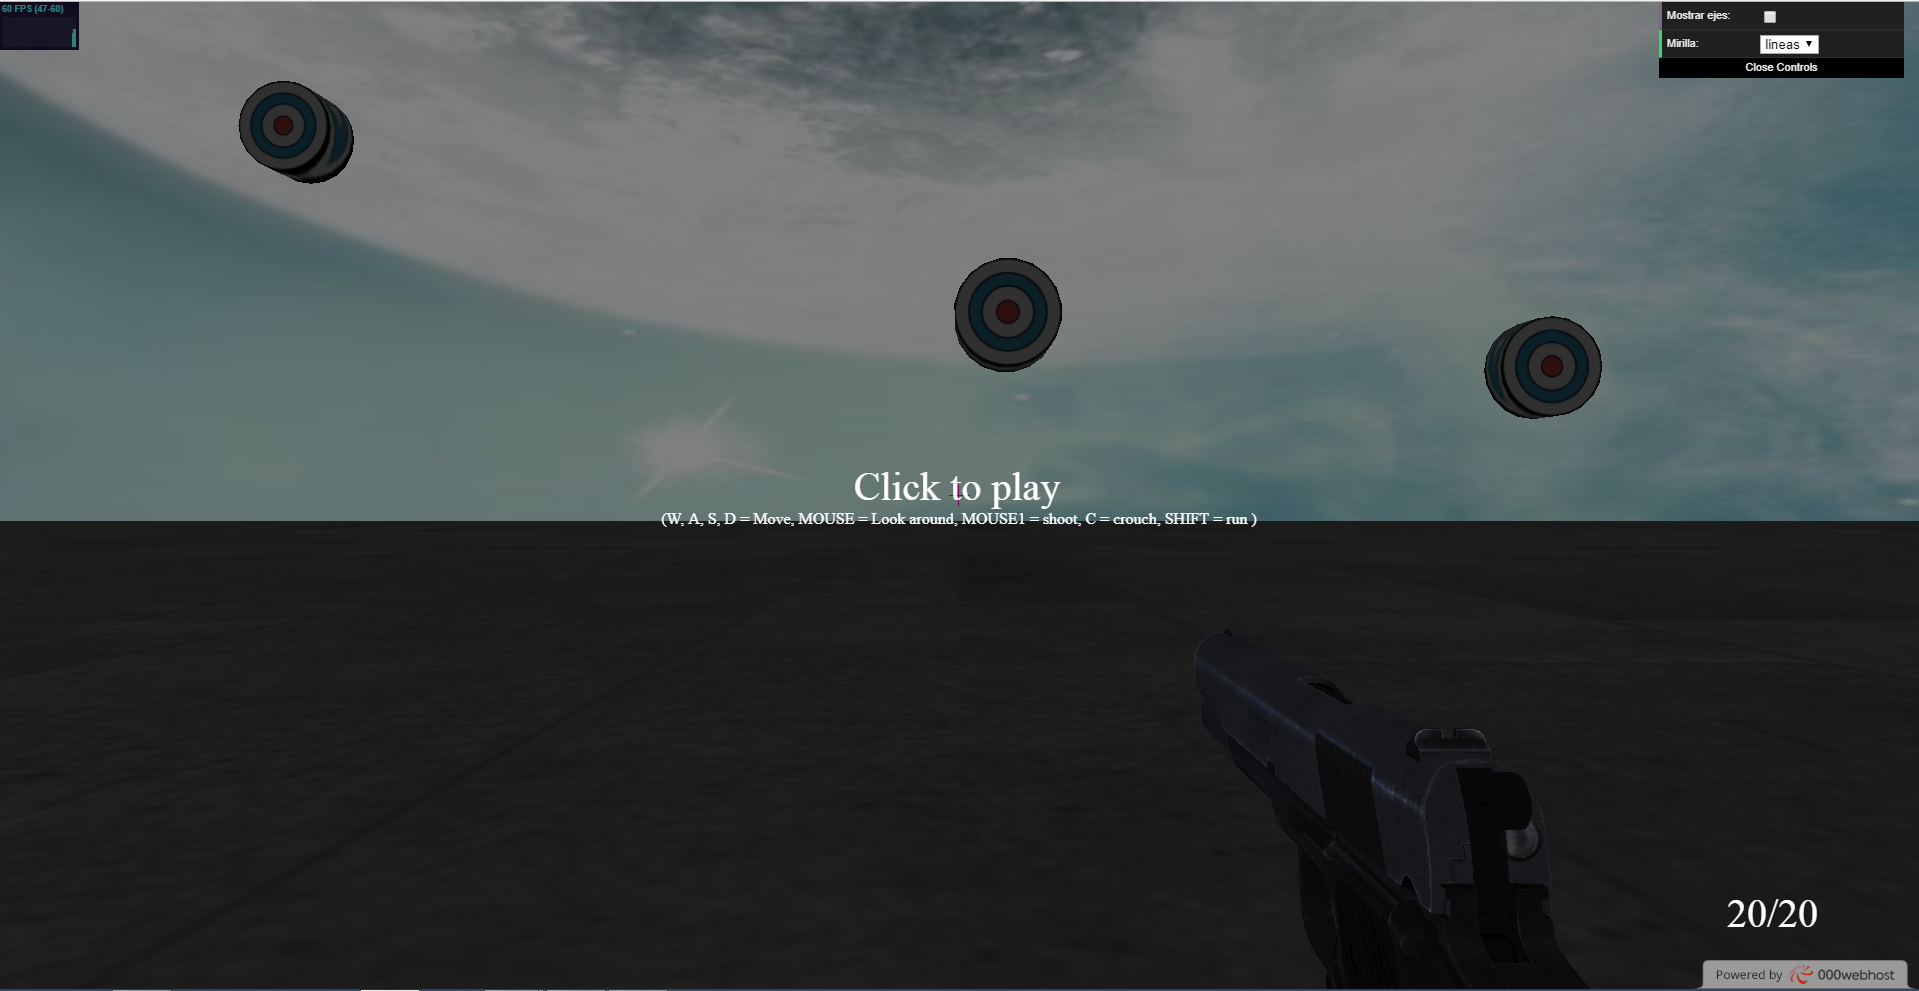 60 FPS (47-60)
Mostrar ejes:
Mirilla:
lineas
Close Controls
Click to play
(W, A, S, D = Move, MOUSE = Look around, MOUSE1 = shoot, C = crouch, SHIFT = run )
20/20
Powered by 000webhost